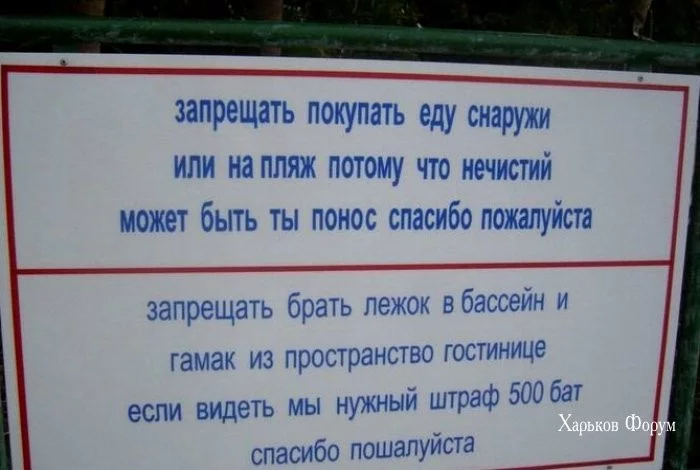 запрещать покупать еду снаружи
или на пляж потому что нечистий
может быть ты понос спасибо пожалуйста
запрещать брать лежок в бассейн и
гамак из пространство гостинице
если видеть мы нужный штраф 500 бат
спасибо пошалуйста
Харьков Форум